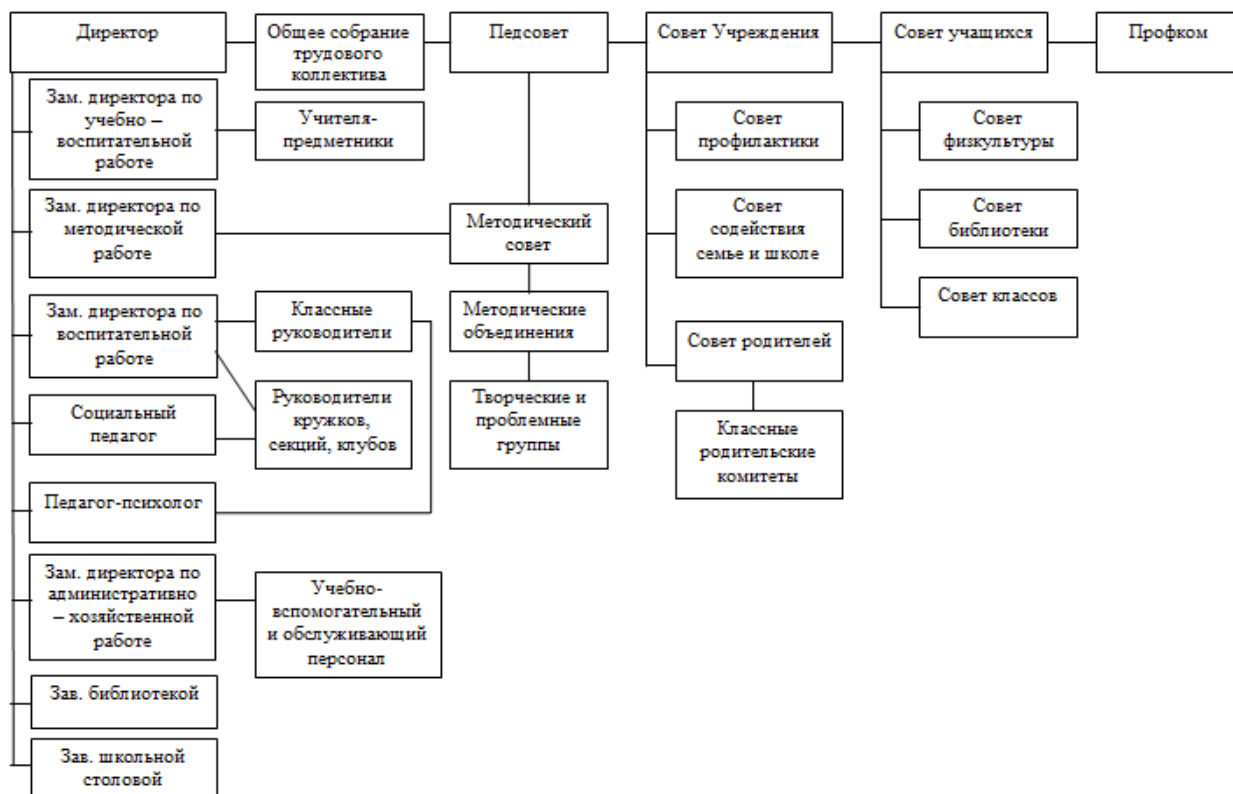 Директор
Общее собрание
трудового
коллектива
Педсовет
Совет Учреждения
Совет учащихся
Профком
Зам. директора по
учебно –
воспитательной
работе
Учителя-
предметники
Совет
профилактики
Совет
физкультуры
Зам. директора по
методической
работе
Методический
совет
Совет
содействия
семье и школе
Совет
библиотеки
Зам. директора по
воспитательной
работе
Классные
руководители
Методические
объединения
Совет родителей
Совет классов
Социальный
педагог
Руководители
кружков,
секций, клубов
Творческие и
проблемные
группы
Классные
родительские
комитеты
Педагог-психолог
Зам. директора по
административно
– хозяйственной
работе
Учебно-
вспомогательный
и обслуживающий
персонал
Зав. библиотекой
Зав. школьной
столовой